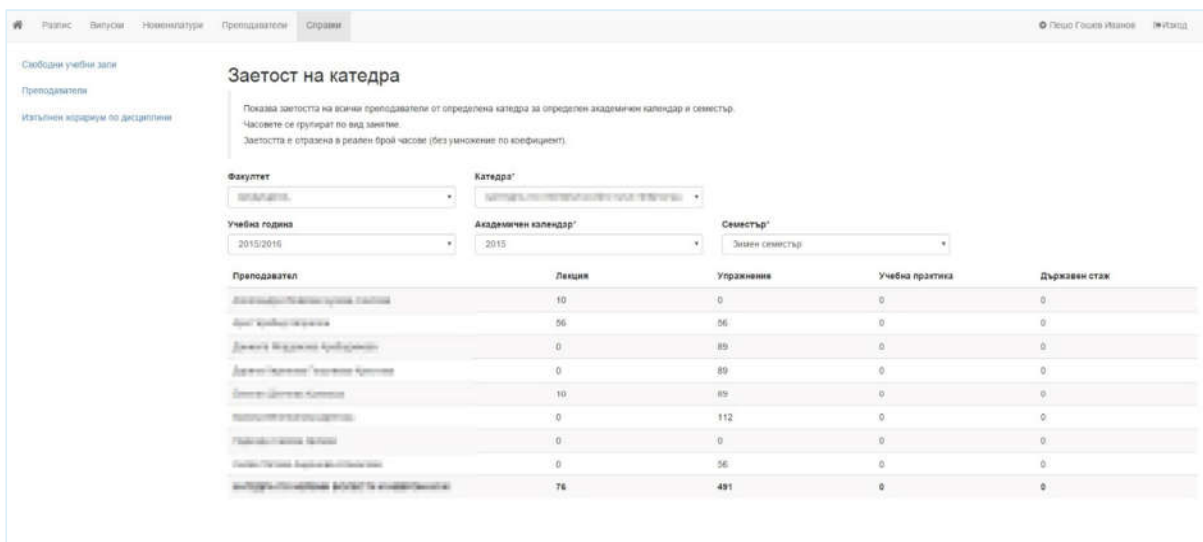 Разпис Випуски Номенклатури Преподаватели Справки Пешо Гошев Иванов Изход
Свободни учебни зали
Преподаватели
Изпълнен хорариум по дисциплини
Заетост на катедра
Показва заетостта на всички преподаватели от определена катедра за определен академичен календар и семестър.
Часовете се групират по вид занятие.
Заетостта е отразена в реален брой часове (без умножение по коефициент).
Факултет Катедра*
Учебна година Академичен календар* Семестър*
2015/2016 2015 Зимен семестър
Преподавател Лекция Упражнение Учебна практика Държавен стаж
10 0 0 0
56 56 0 0
0 89 0 0
0 89 0 0
10 89 0 0
0 112 0 0
0 0 0 0
0 56 0 0
76 491 0 0